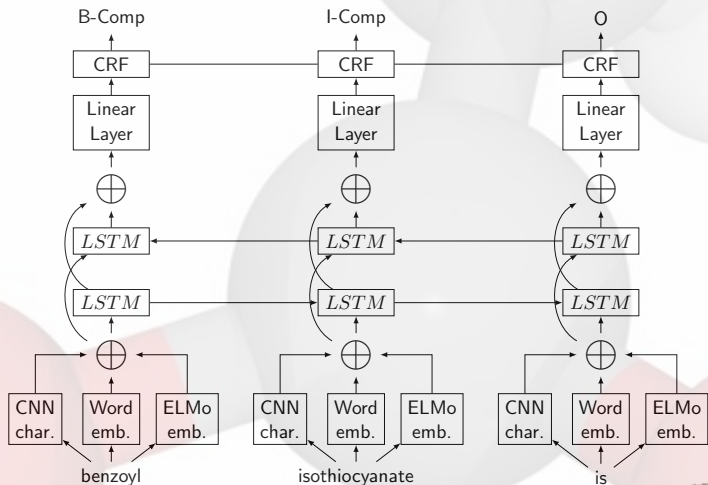 B-Comp I-Comp O
CRF CRF CRF
Linear Linear Linear
Layer Layer Layer
LSTM LSTM LSTM
LSTM LSTM LSTM
CNN Word ELMo CNN Word ELMo CNN Word ELMo
char. emb. emb. char. emb. emb. char. emb. emb.
benzoyl isothiocyanate is